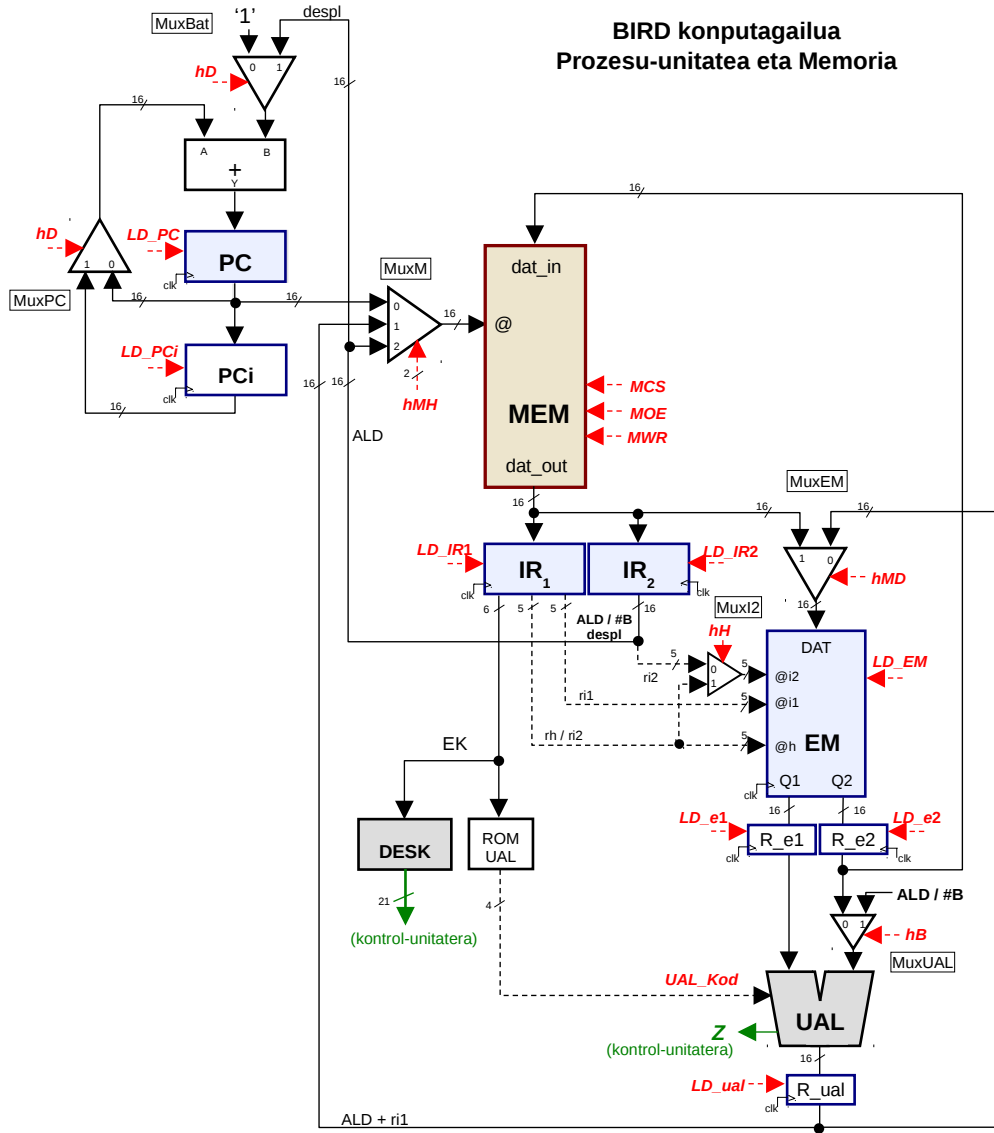 BIRD konputagailua
Prozesu-unitatea eta Memoria
MuxBat
'1'
despl
0 1
hD
16
16
A B
+
Y
hD
LD_PC
PC
clk
1 0
MuxPC
16
16
MuxM
0
1
2
16
2
hMH
LD_PCi
PCi
clk
16
16
16
ALD
16
dat_in
@
MEM
dat_out
MCS
MOE
MWR
16
MuxEM
16
16
1 0
hMD
16
LD_IR1
IR1
clk
LD_IR2
IR2
clk
6
5
5
16
ALD / #B
despl
MuxI2
hH
0
1
5
ri2
5
ri1
5
rh / ri2
5
DAT
@i2
@i1
@h
EM
Q1 Q2
clk
LD_EM
EK
DESK
ROM
UAL
21
(kontrol-unitatera)
4
16
16
LD_e1
R_e1
clk
LD_e2
R_e2
clk
ALD / #B
0 1
hB
MuxUAL
UAL_Kod
UAL
Z
(kontrol-unitatera)
16
LD_ual
R_ual
clk
ALD + ri1